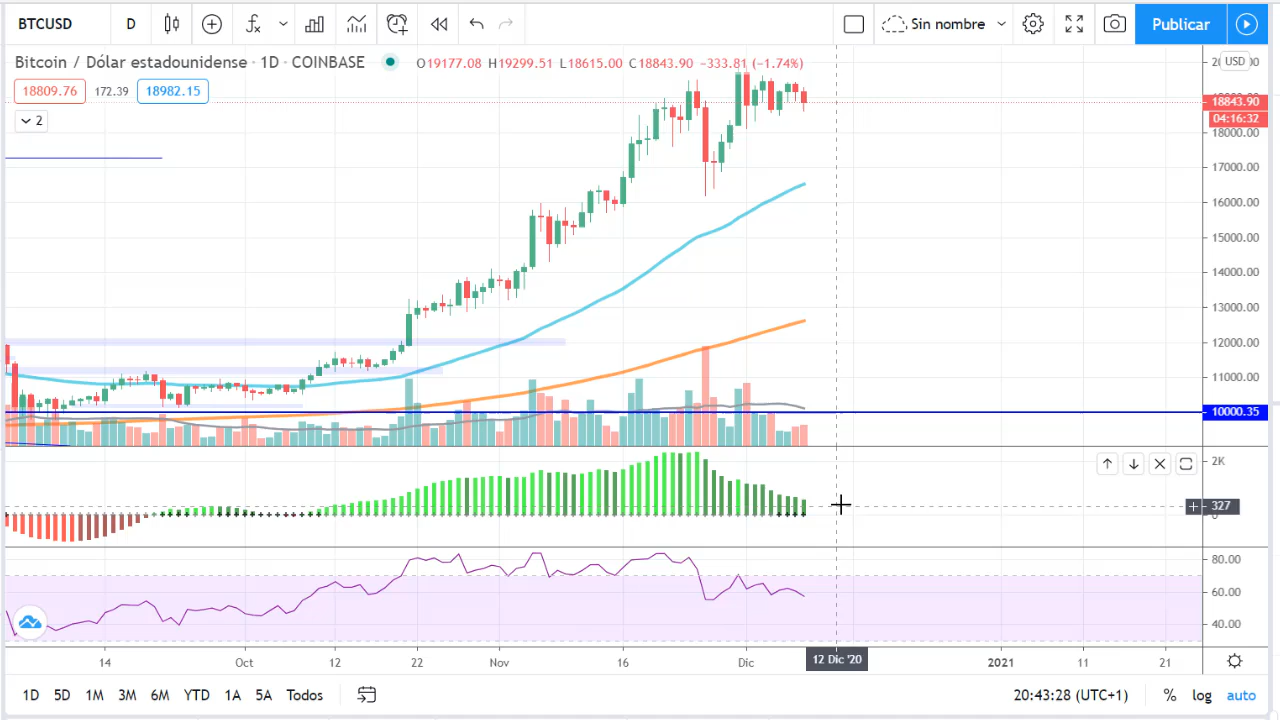 BTCUSD D Sin nombre Publicar
Bitcoin / Dólar estadounidense · 1D · COINBASE O19177.08 H19299.51 L18615.00 C18843.90 −333.81 (−1.74%)
USD
18809.76 172.39 18982.15
2
18843.90
04:16:32
18000.00
17000.00
16000.00
15000.00
14000.00
13000.00
12000.00
11000.00
10000.35
2K
327
0
80.00
60.00
40.00
14 Oct 12 22 Nov 16 Dic 12 Dic '20 2021 11 21
1D 5D 1M 3M 6M YTD 1A 5A Todos 20:43:28 (UTC+1) % log auto